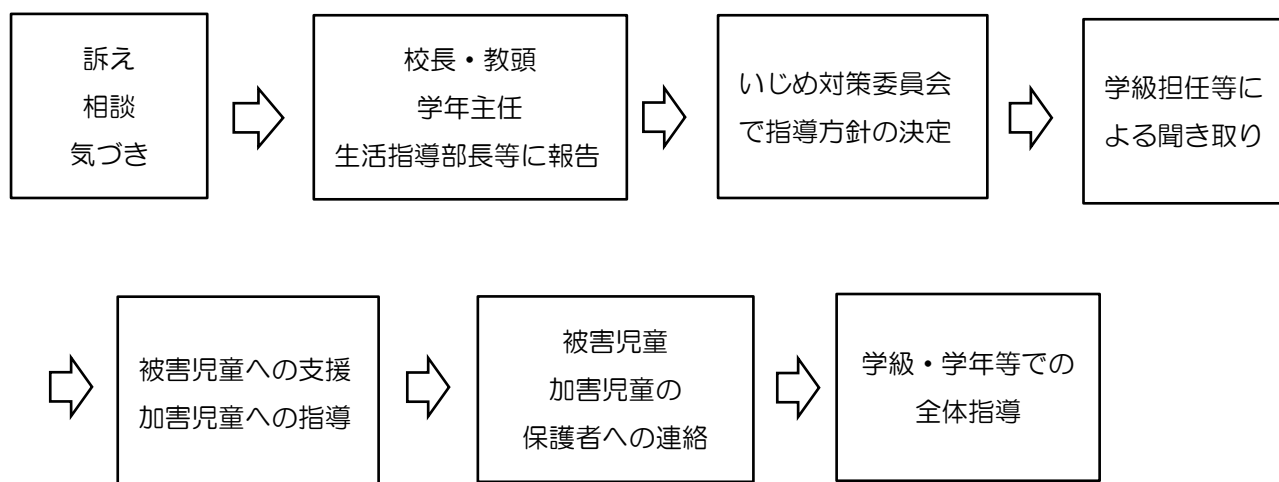 訴え
相談
気づき
校長・教頭
学年主任
生活指導部長等に報告
いじめ対策委員会
で指導方針の決定
学級担任等に
よる聞き取り
被害児童への支援
加害児童への指導
被害児童
加害児童の
保護者への連絡
学級・学年等での
全体指導